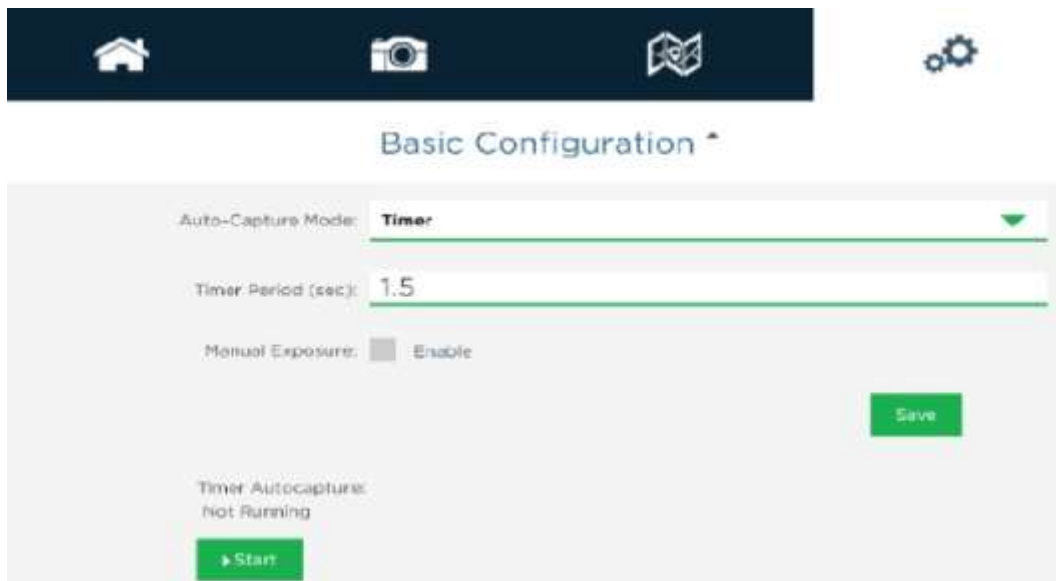 Basic Configuration
Auto-Capture Mode: Timer
Timer Period (sec): 1.5
Manual Exposure: Enable
Save
Timer Autocapture:
Not Running
Start